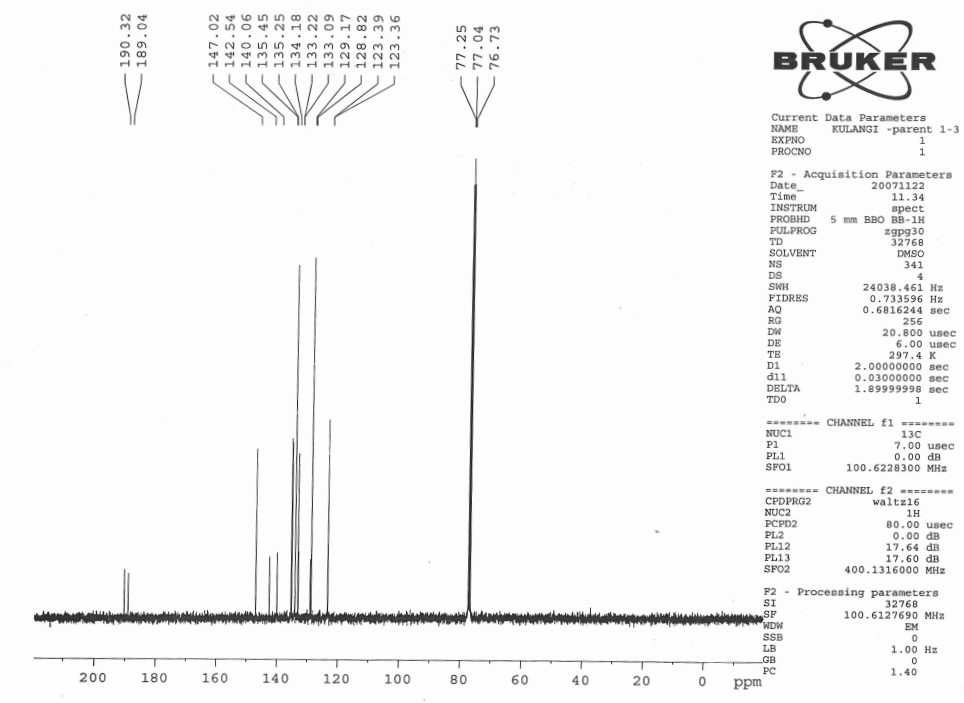 190.32
189.04
147.02
142.54
140.06
135.45
135.25
134.18
133.22
133.09
129.17
128.82
123.39
123.36
77.25
77.04
76.73
BRUKER
Current Data Parameters
NAME KULANGI -parent 1-3
EXPNO 1
PROCNO 1
F2 - Acquisition Parameters
Date_ 20071122
Time 11.34
INSTRUM spect
PROBHD 5 mm BBO BB-1H
PULPROG zgpg30
TD 32768
SOLVENT DMSO
NS 341
DS 4
SWH 24038.461 Hz
FIDRES 0.733596 Hz
AQ 0.6816244 sec
RG 256
DW 20.800 usec
DE 6.00 usec
TE 297.4 K
D1 2.00000000 sec
d11 0.03000000 sec
DELTA 1.89999998 sec
TD0 1
======== CHANNEL f1 ========
NUC1 13C
P1 7.00 usec
PL1 0.00 dB
SFO1 100.6228300 MHz
======== CHANNEL f2 ========
CPDPRG2 waltz16
NUC2 1H
PCPD2 80.00 usec
PL2 0.00 dB
PL12 17.64 dB
PL13 17.60 dB
SFO2 400.1316000 MHz
F2 - Processing parameters
SI 32768
SF 100.6127690 MHz
WDW EM
SSB 0
LB 1.00 Hz
GB 0
PC 1.40
200 180 160 140 120 100 80 60 40 20 0 ppm